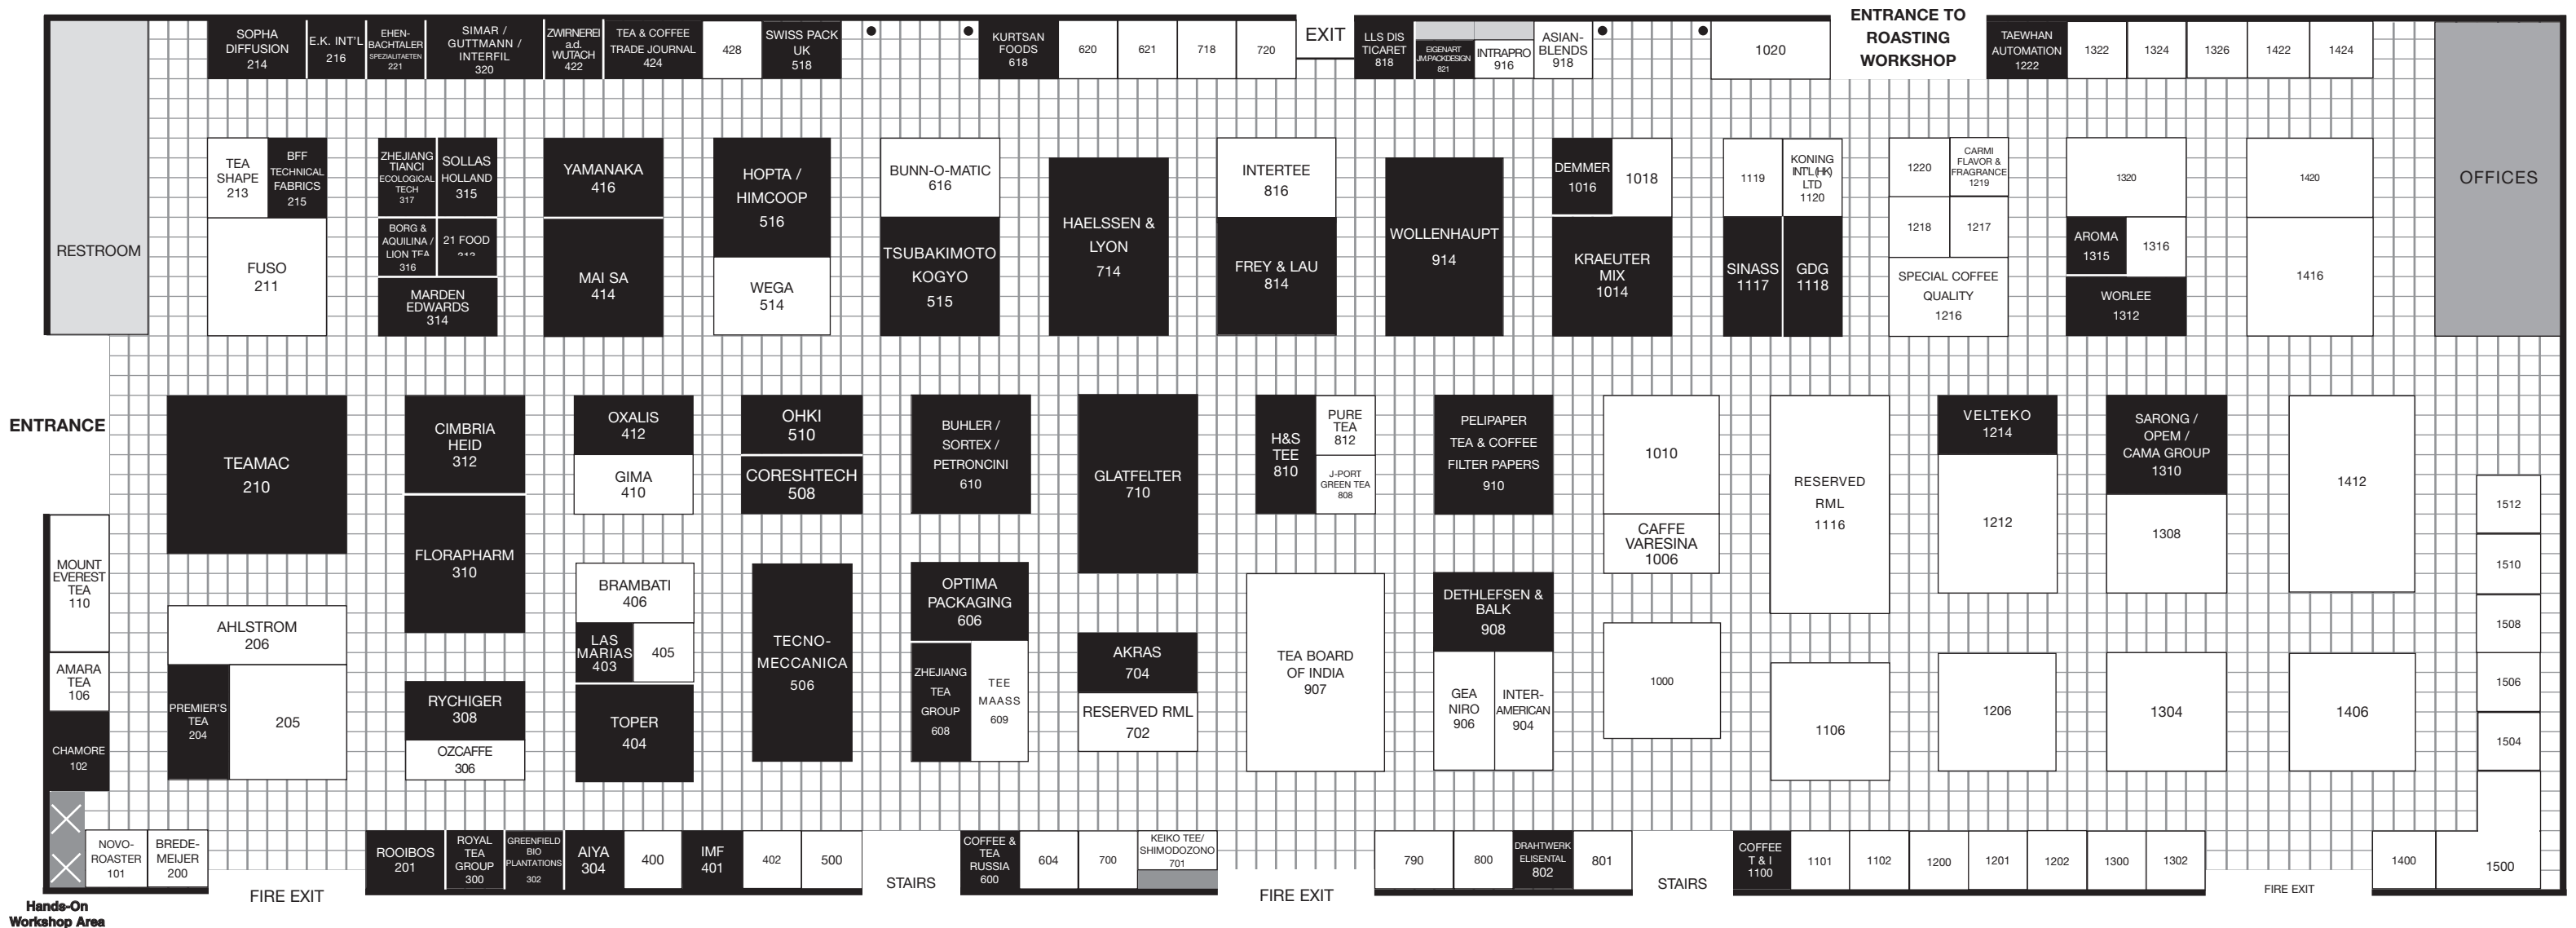 SOPHA
DIFFUSION
214
E.K. INT'L
216
EHEN-
BACHTALER
SPEZIALITAETEN
221
SIMAR /
GUTTMANN /
INTERFIL
320
ZWIRNEREI
a.d.
WUTACH
422
TEA & COFFEE
TRADE JOURNAL
424
428
SWISS PACK
UK
518
KURTSAN
FOODS
618
620
621
718
720
EXIT
LLS DIS
TICARET
818
EIGENART
J.M.PACKDESIGN
821
INTRAPRO
916
ASIAN-
BLENDS
918
1020
ENTRANCE TO
ROASTING
WORKSHOP
TAEWHAN
AUTOMATION
1222
1322
1324
1326
1422
1424
RESTROOM
TEA
SHAPE
213
BFF
TECHNICAL
FABRICS
215
FUSO
211
ZHEJIANG
TIANCI
ECOLOGICAL
TECH
317
SOLLAS
HOLLAND
315
BORG &
AQUILINA /
LION TEA
316
21 FOOD
313
MARDEN
EDWARDS
314
YAMANAKA
416
MAI SA
414
HOPTA /
HIMCOOP
516
WEGA
514
BUNN-O-MATIC
616
TSUBAKIMOTO
KOGYO
515
HAELSSEN &
LYON
714
INTERTEE
816
FREY & LAU
814
WOLLENHAUPT
914
DEMMER
1016
1018
KRAEUTER
MIX
1014
1119
KONING
INT'L (HK)
LTD
1120
SINASS
1117
GDG
1118
1220
CARMI
FLAVOR &
FRAGRANCE
1219
1218
1217
SPECIAL COFFEE
QUALITY
1216
1320
AROMA
1315
1316
WORLEE
1312
1420
1416
OFFICES
ENTRANCE
TEAMAC
210
CIMBRIA
HEID
312
FLORAPHARM
310
OXALIS
412
GIMA
410
OHKI
510
CORESHTECH
508
BUHLER /
SORTEX /
PETRONCINI
610
GLATFELTER
710
H&S
TEE
810
PURE
TEA
812
J-PORT
GREEN TEA
808
PELIPAPER
TEA & COFFEE
FILTER PAPERS
910
1010
CAFFE
VARESINA
1006
RESERVED
RML
1116
VELTEKO
1214
1212
SARONG /
OPEM /
CAMA GROUP
1310
1308
1412
1512
1510
1508
1506
1504
MOUNT
EVEREST
TEA
110
AMARA
TEA
106
CHAMORE
102
AHLSTROM
206
PREMIER'S
TEA
204
205
RYCHIGER
308
OZCAFFE
306
BRAMBATI
406
LAS
MARIAS
403
405
TOPER
404
TECNO-
MECCANICA
506
OPTIMA
PACKAGING
606
ZHEJIANG
TEA
GROUP
608
TEE
MAASS
609
AKRAS
704
RESERVED RML
702
TEA BOARD
OF INDIA
907
DETHLEFSEN &
BALK
908
GEA
NIRO
906
INTER-
AMERICAN
904
1000
1106
1206
1304
1406
NOVO-
ROASTER
101
BREDE-
MEIJER
200
FIRE EXIT
ROOIBOS
201
ROYAL
TEA
GROUP
300
GREENFIELD
BIO
PLANTATIONS
302
AIYA
304
400
IMF
401
402
500
STAIRS
COFFEE &
TEA
RUSSIA
600
604
700
KEIKO TEE/
SHIMODOZONO
701
FIRE EXIT
790
800
DRAHTWERK
ELISENTAL
802
801
STAIRS
COFFEE
T & I
1100
1101
1102
1200
1201
1202
1300
1302
FIRE EXIT
1400
1500
Hands-On
Workshop Area